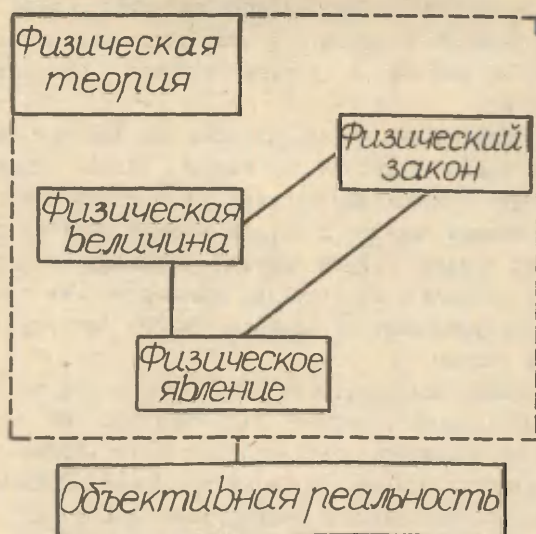 Физическая
теория
Физический
закон
Физическая
величина
Физическое
явление
Объективная реальность